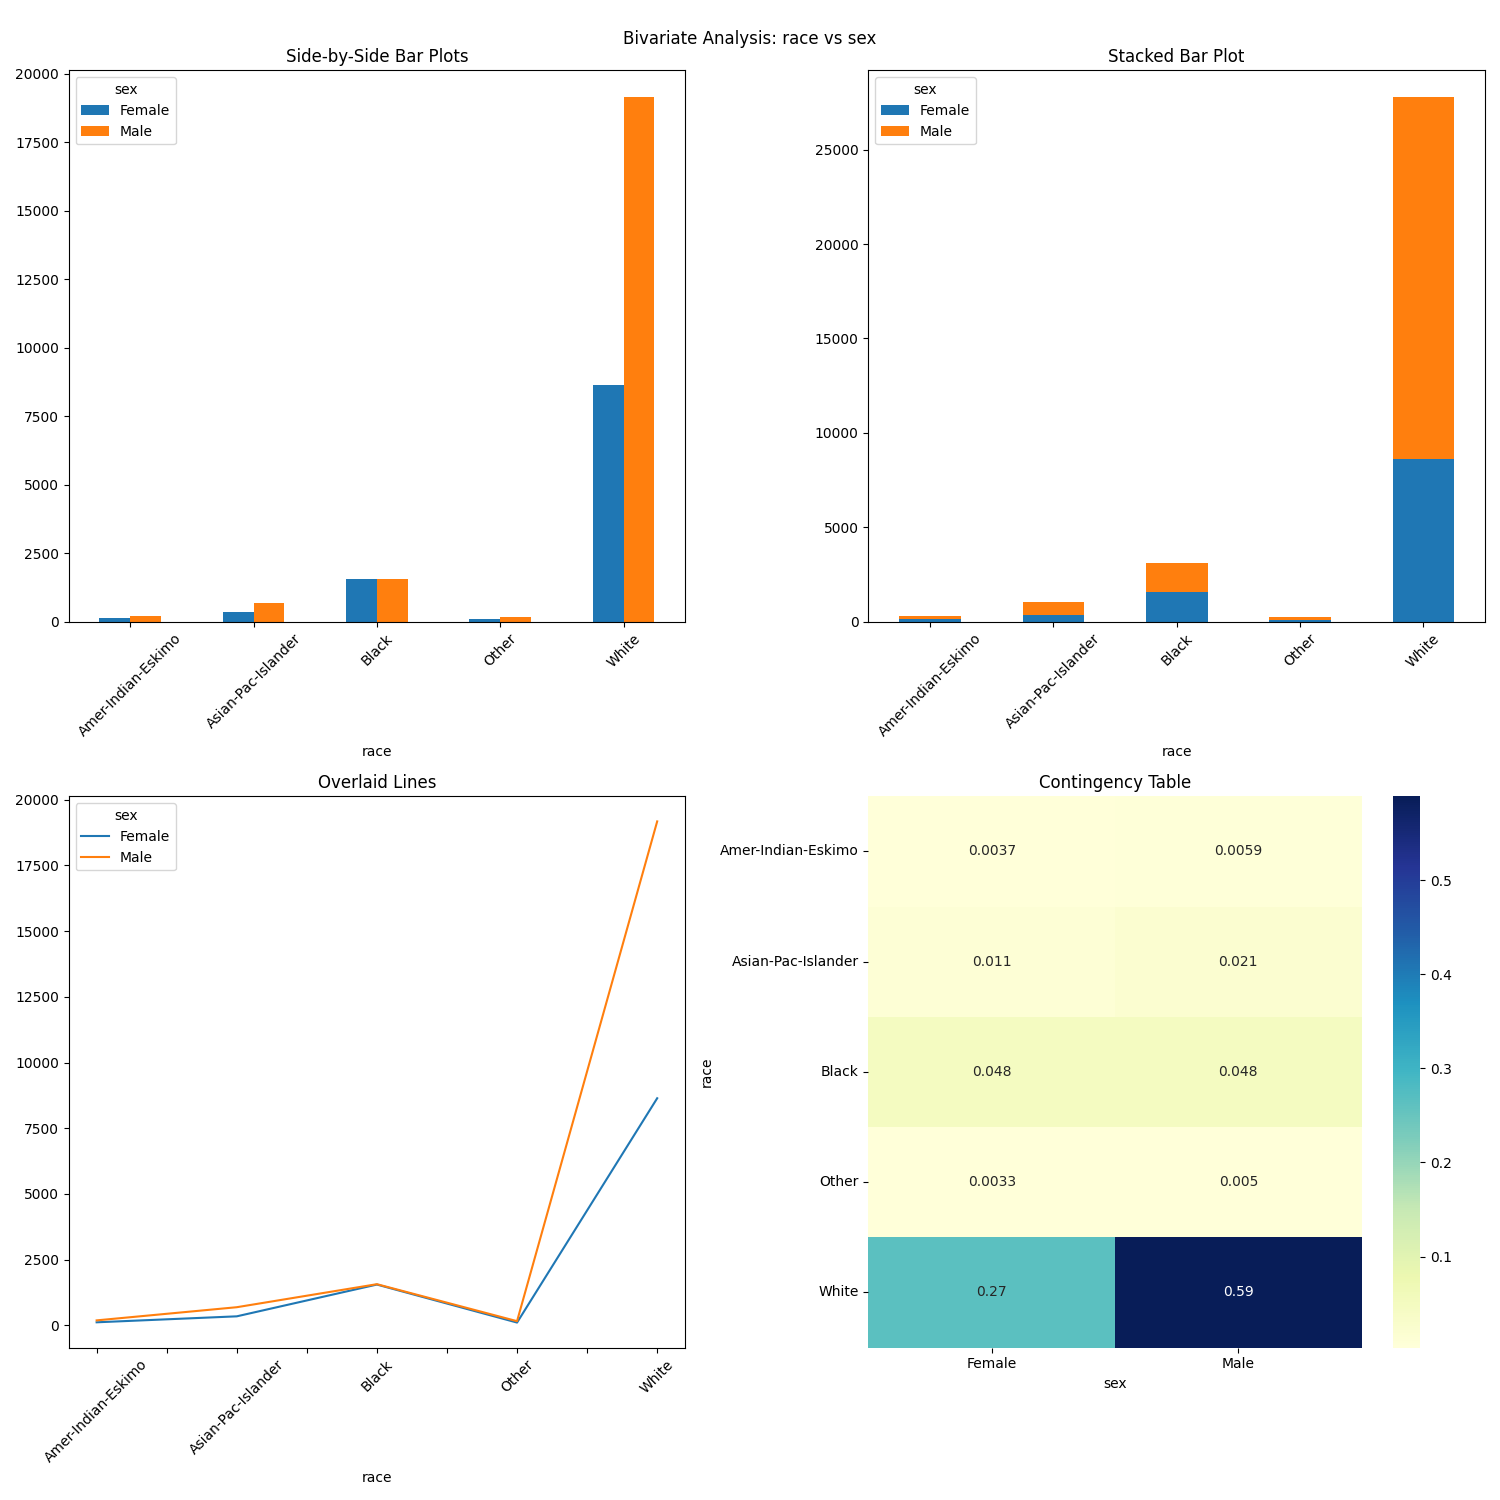 Bivariate Analysis: race vs sex
Side-by-Side Bar Plots
20000
17500
15000
12500
10000
7500
5000
2500
0
sex
Female
Male
Amer-Indian-Eskimo
Asian-Pac-Islander
Black
Other
White
race
Stacked Bar Plot
25000
20000
15000
10000
5000
0
sex
Female
Male
Amer-Indian-Eskimo
Asian-Pac-Islander
Black
Other
White
race
Overlaid Lines
20000
17500
15000
12500
10000
7500
5000
2500
0
sex
Female
Male
Amer-Indian-Eskimo
Asian-Pac-Islander
Black
Other
White
race
Contingency Table
race
Amer-Indian-Eskimo 0.0037 0.0059
Asian-Pac-Islander 0.011 0.021
Black 0.048 0.048
Other 0.0033 0.005
White 0.27 0.59
Female Male
sex
0.5
0.4
0.3
0.2
0.1